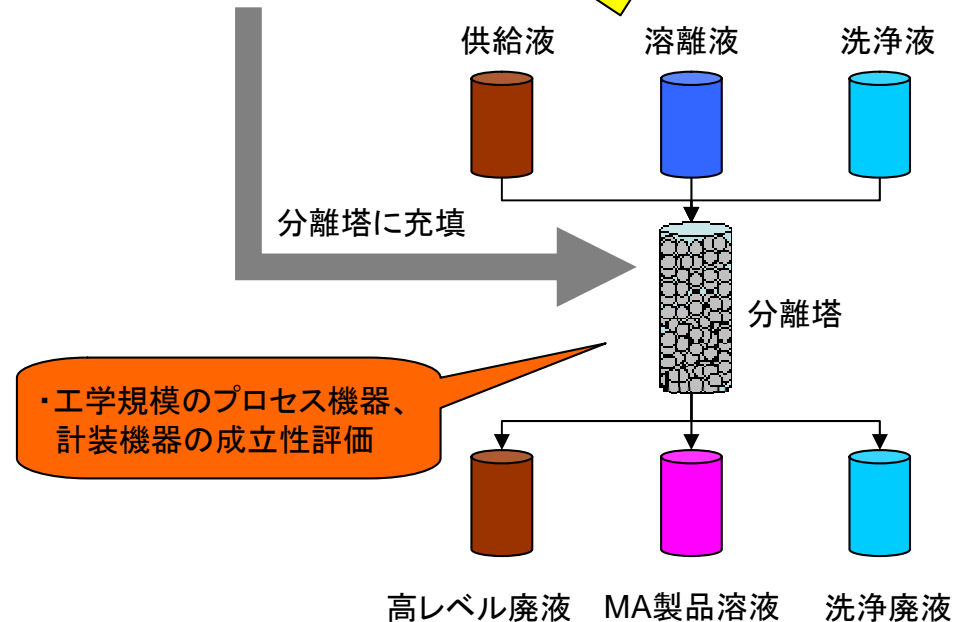 供給液 溶離液 洗浄液
分離塔に充填
分離塔
・工学規模のプロセス機器、
計装機器の成立性評価
高レベル廃液 MA製品溶液 洗浄廃液